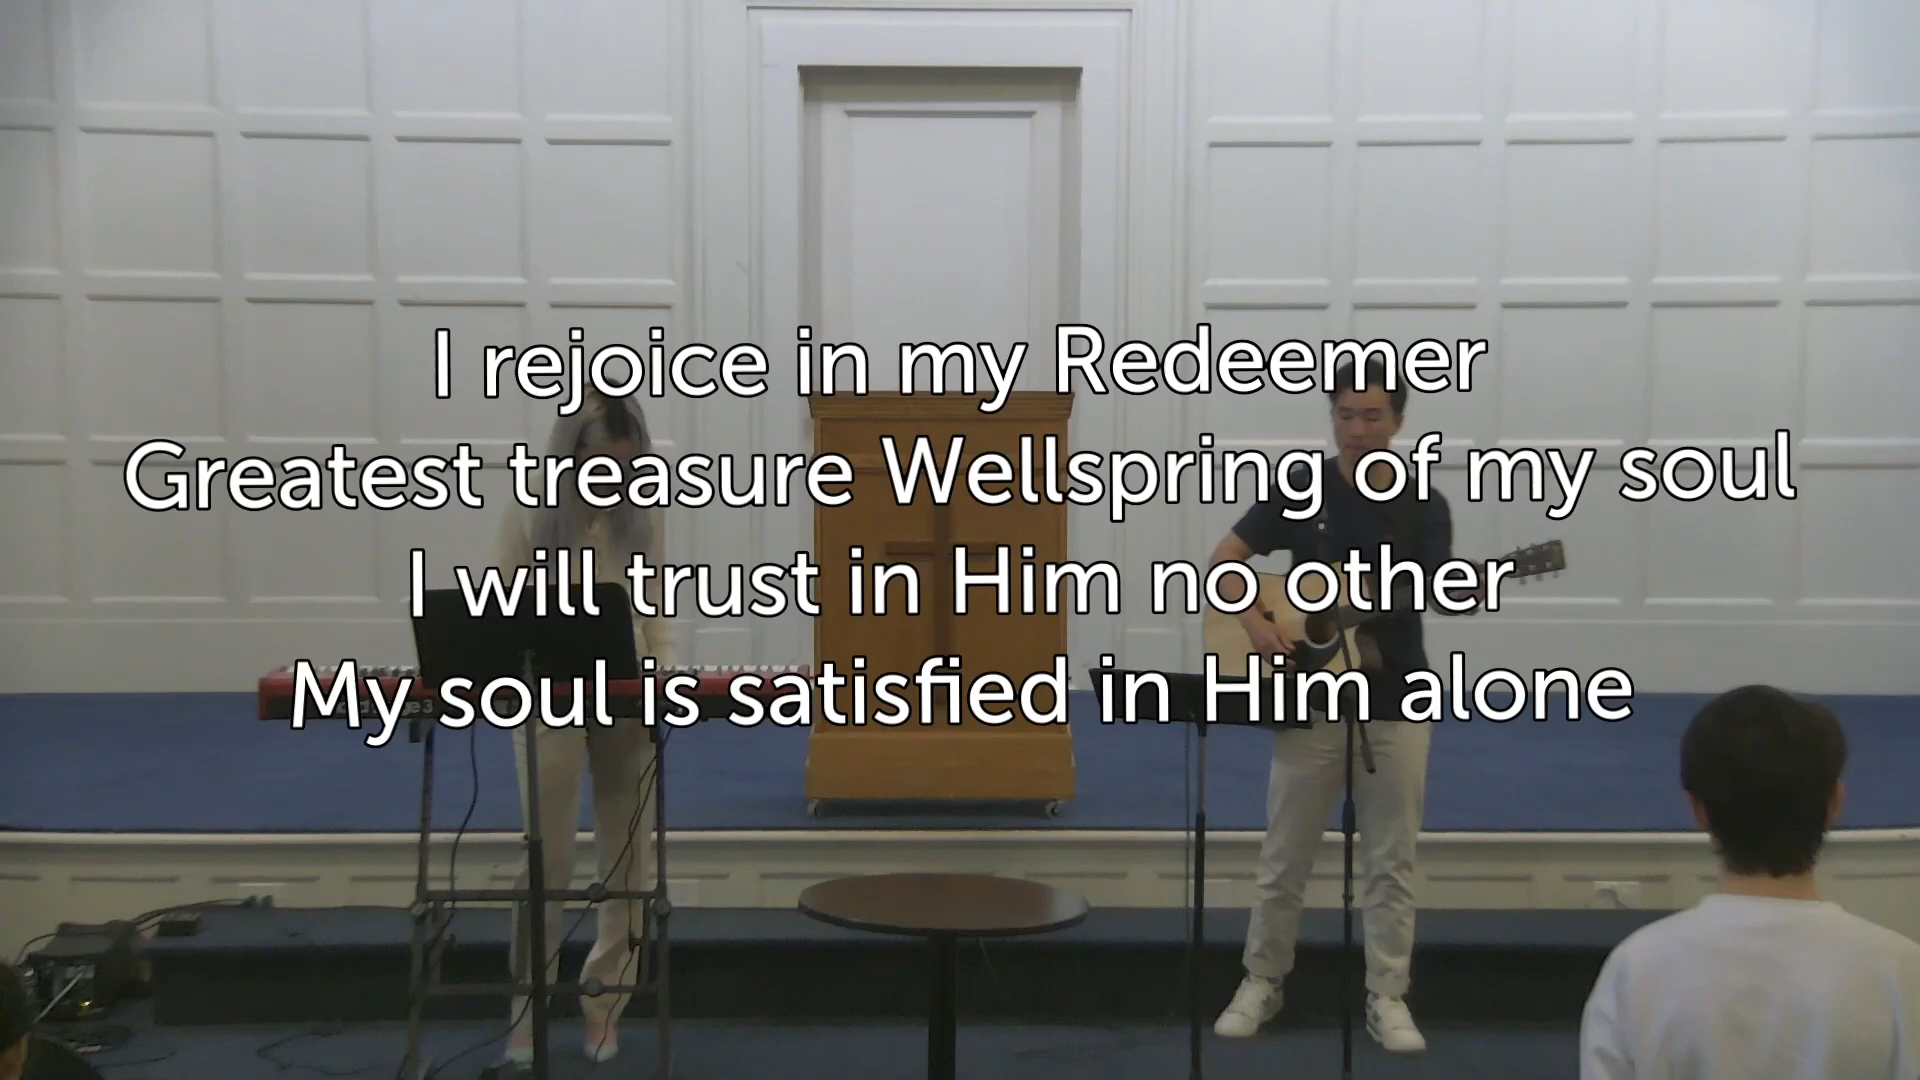 I rejoice in my Redeemer
Greatest treasure Wellspring of my soul
I will trust in Him no other
My soul is satisfied in Him alone